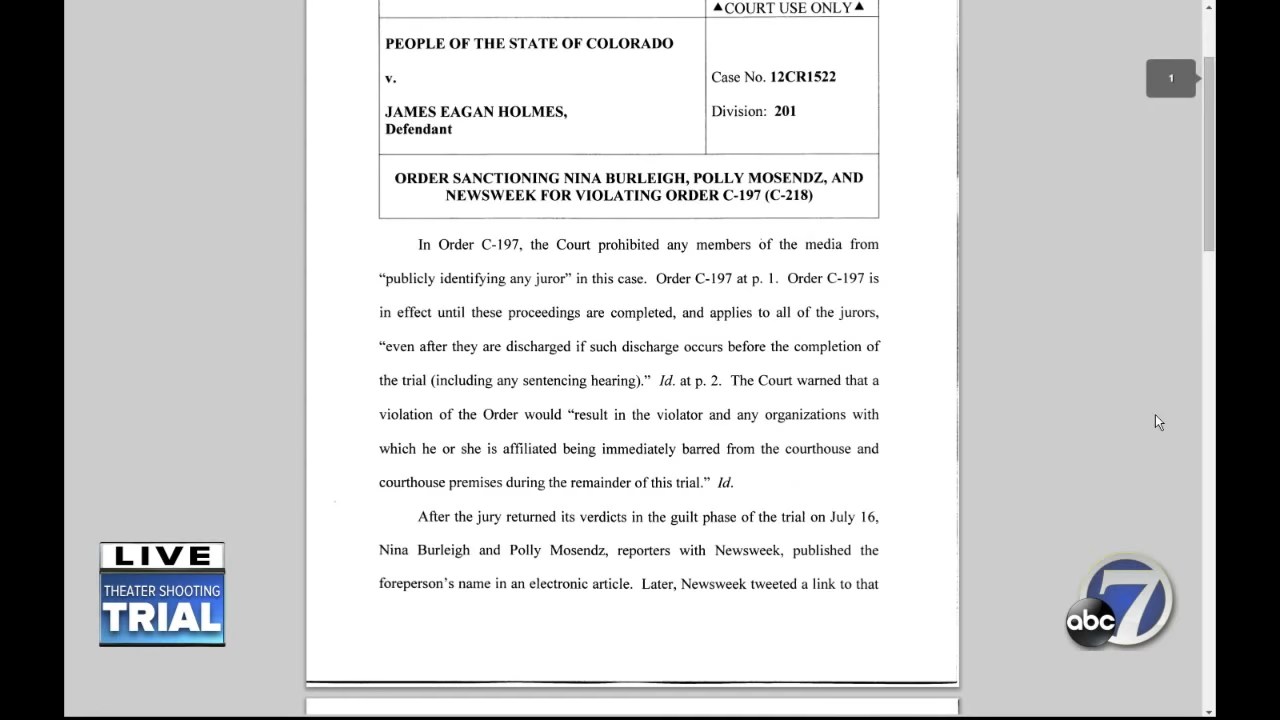 ▲COURT USE ONLY▲
PEOPLE OF THE STATE OF COLORADO
v.
JAMES EAGAN HOLMES,
Defendant
Case No. 12CR1522
Division: 201
ORDER SANCTIONING NINA BURLEIGH, POLLY MOSENDZ, AND
NEWSWEEK FOR VIOLATING ORDER C-197 (C-218)
1
In Order C-197, the Court prohibited any members of the media from
“publicly identifying any juror” in this case. Order C-197 at p. 1. Order C-197 is
in effect until these proceedings are completed, and applies to all of the jurors,
“even after they are discharged if such discharge occurs before the completion of
the trial (including any sentencing hearing).” Id. at p. 2. The Court warned that a
violation of the Order would “result in the violator and any organizations with
which he or she is affiliated being immediately barred from the courthouse and
courthouse premises during the remainder of this trial.” Id.
After the jury returned its verdicts in the guilt phase of the trial on July 16,
Nina Burleigh and Polly Mosendz, reporters with Newsweek, published the
foreperson’s name in an electronic article. Later, Newsweek tweeted a link to that
LIVE
THEATER SHOOTING
TRIAL
abc 7